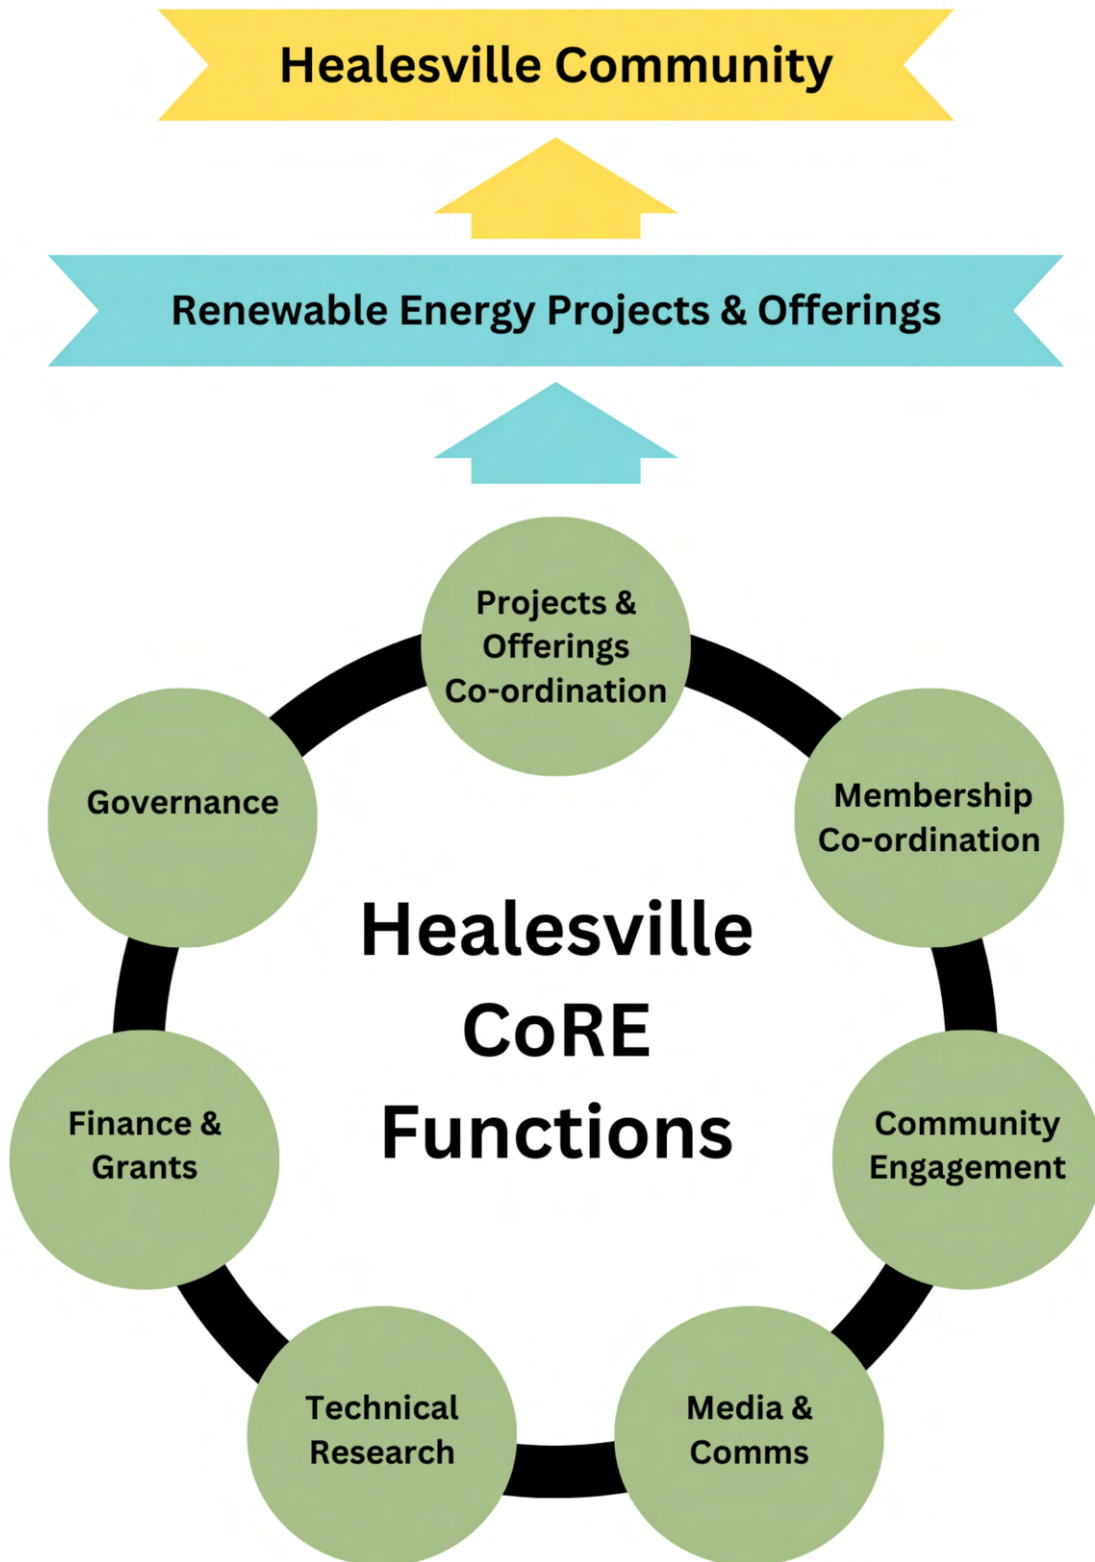 Healesville Community
Renewable Energy Projects & Offerings
Projects &
Offerings
Co-ordination
Governance
Membership
Co-ordination
Healesville
CoRE
Functions
Finance &
Grants
Community
Engagement
Technical
Research
Media &
Comms